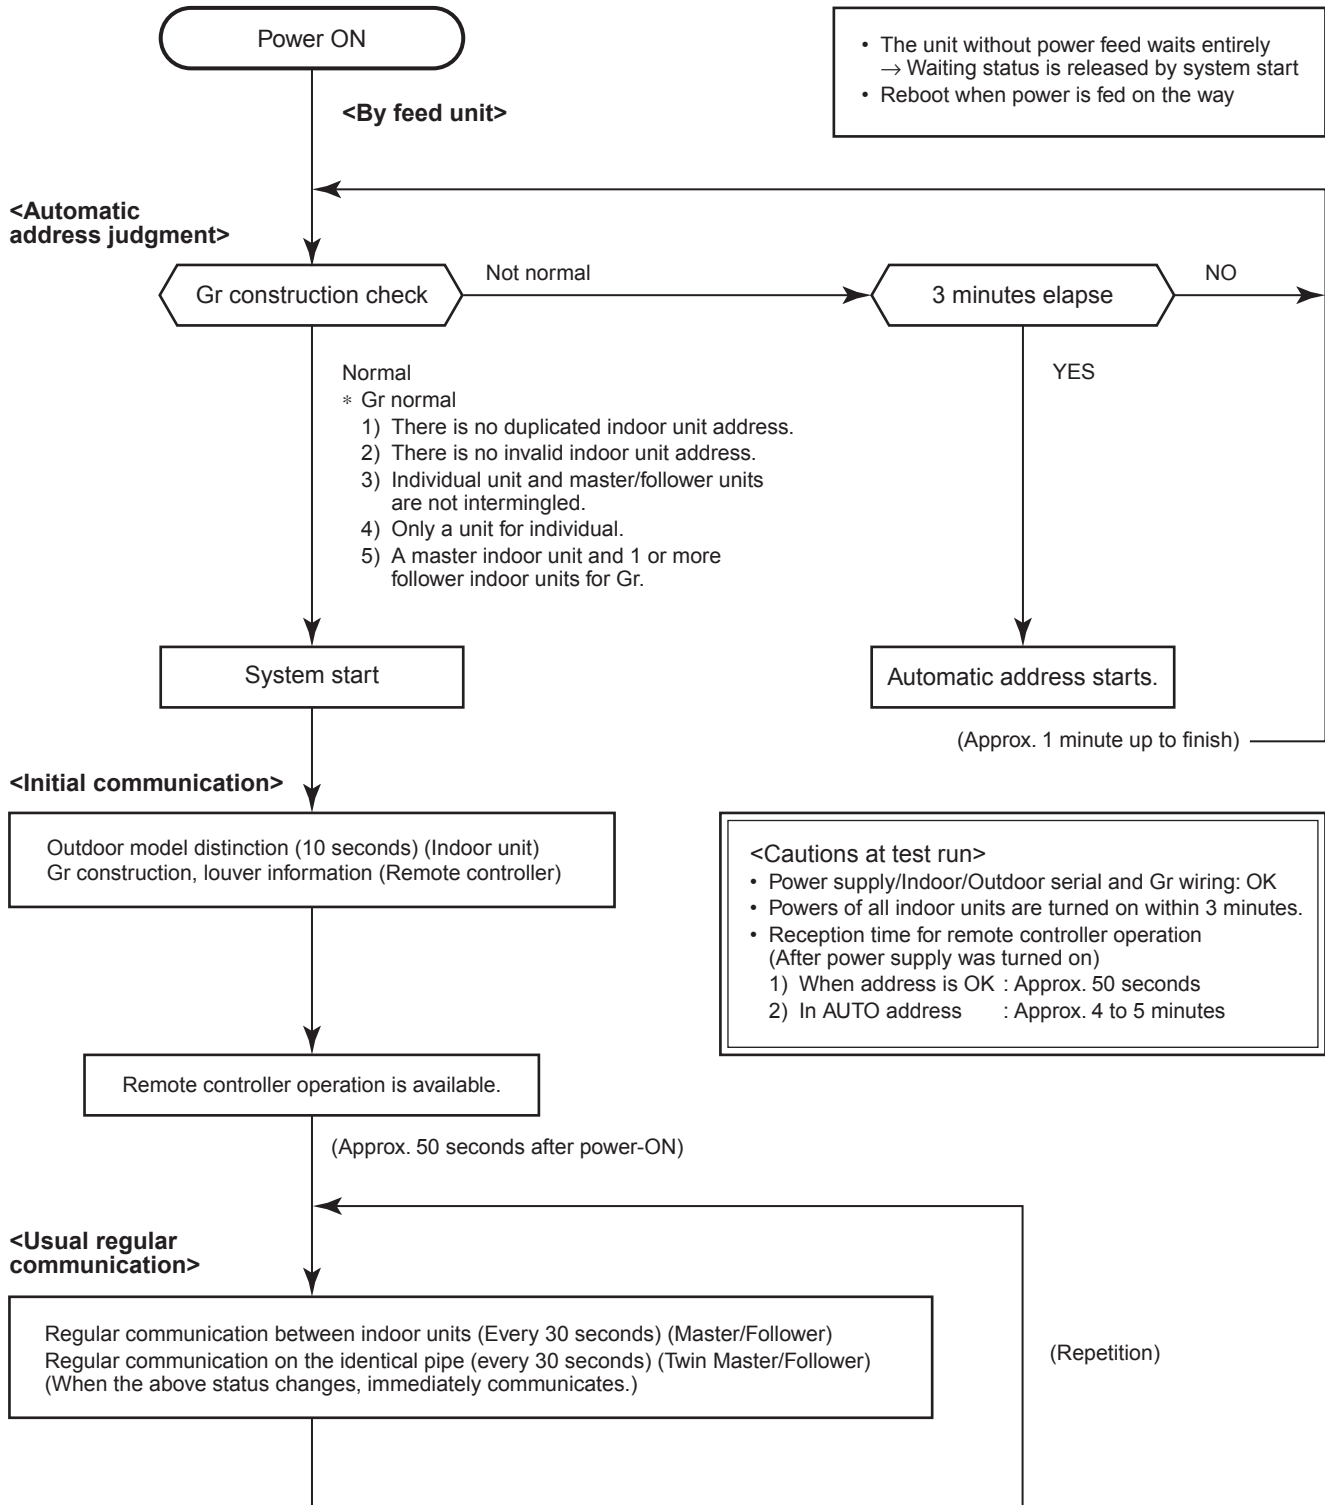 Power ON
• The unit without power feed waits entirely
→ Waiting status is released by system start
• Reboot when power is fed on the way
<By feed unit>
<Automatic
address judgment>
Gr construction check
Not normal
3 minutes elapse
NO
Normal
* Gr normal
1) There is no duplicated indoor unit address.
2) There is no invalid indoor unit address.
3) Individual unit and master/follower units
are not intermingled.
4) Only a unit for individual.
5) A master indoor unit and 1 or more
follower indoor units for Gr.
YES
System start
Automatic address starts.
(Approx. 1 minute up to finish)
<Initial communication>
Outdoor model distinction (10 seconds) (Indoor unit)
Gr construction, louver information (Remote controller)
<Cautions at test run>
• Power supply/Indoor/Outdoor serial and Gr wiring: OK
• Powers of all indoor units are turned on within 3 minutes.
• Reception time for remote controller operation
(After power supply was turned on)
1) When address is OK : Approx. 50 seconds
2) In AUTO address : Approx. 4 to 5 minutes
Remote controller operation is available.
(Approx. 50 seconds after power-ON)
<Usual regular
communication>
Regular communication between indoor units (Every 30 seconds) (Master/Follower)
Regular communication on the identical pipe (every 30 seconds) (Twin Master/Follower)
(When the above status changes, immediately communicates.)
(Repetition)